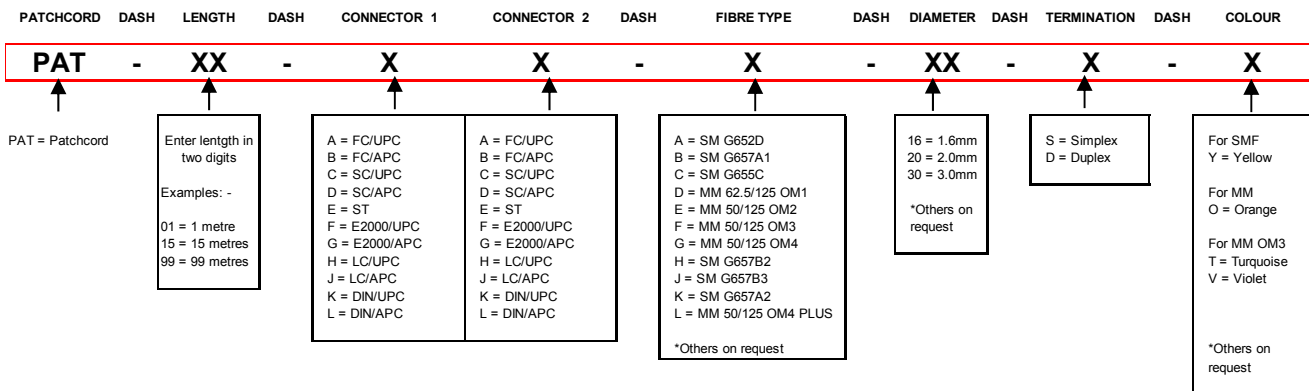 PATCHCORD DASH LENGTH DASH CONNECTOR 1 CONNECTOR 2 DASH FIBRE TYPE DASH DIAMETER DASH TERMINATION DASH COLOUR
PAT - XX - X X - X - XX - X - X
PAT = Patchcord
Enter lentgth in
two digits
Examples: -
01 = 1 metre
15 = 15 metres
99 = 99 metres
A = FC/UPC
B = FC/APC
C = SC/UPC
D = SC/APC
E = ST
F = E2000/UPC
G = E2000/APC
H = LC/UPC
J = LC/APC
K = DIN/UPC
L = DIN/APC
A = FC/UPC
B = FC/APC
C = SC/UPC
D = SC/APC
E = ST
F = E2000/UPC
G = E2000/APC
H = LC/UPC
J = LC/APC
K = DIN/UPC
L = DIN/APC
A = SM G652D
B = SM G657A1
C = SM G655C
D = MM 62.5/125 OM1
E = MM 50/125 OM2
F = MM 50/125 OM3
G = MM 50/125 OM4
H = SM G657B2
J = SM G657B3
K = SM G657A2
L = MM 50/125 OM4 PLUS
*Others on request
16 = 1.6mm
20 = 2.0mm
30 = 3.0mm
*Others on
request
S = Simplex
D = Duplex
For SMF
Y = Yellow
For MM
O = Orange
For MM OM3
T = Turquoise
V = Violet
*Others on
request